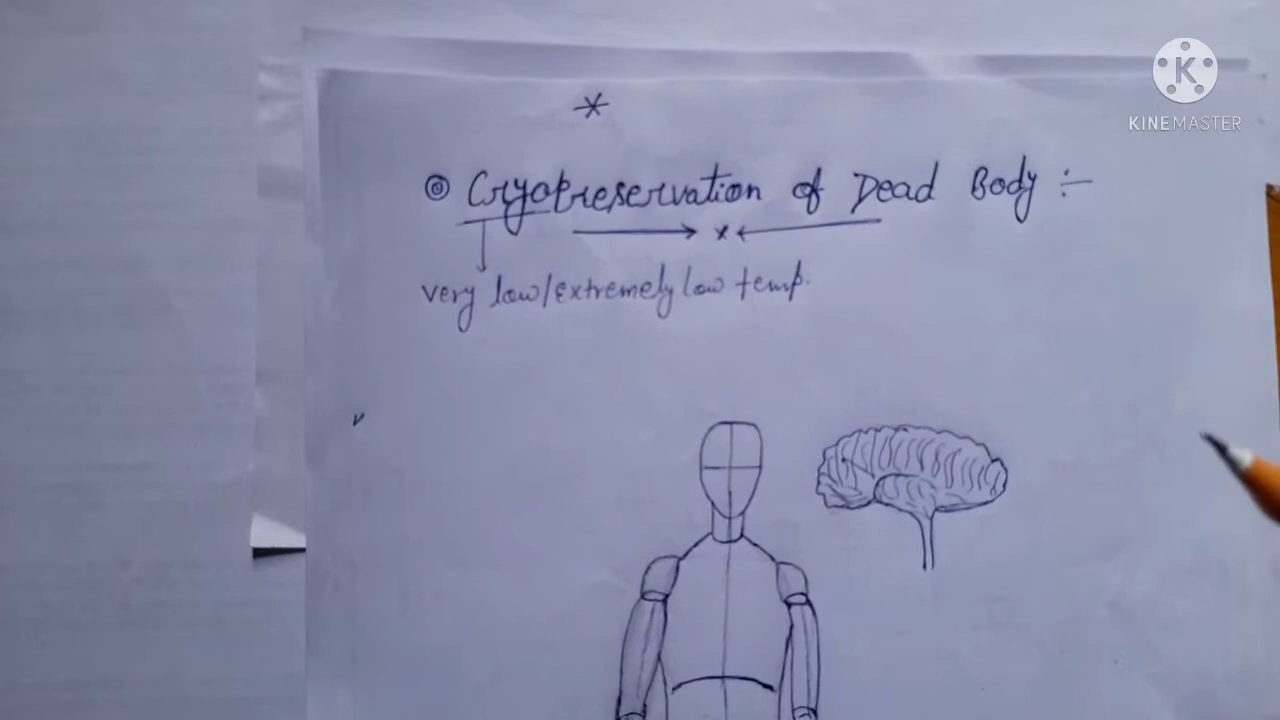 Cryopreservation of Dead Body :-
very low/extremely low temp.
K
KINEMASTER